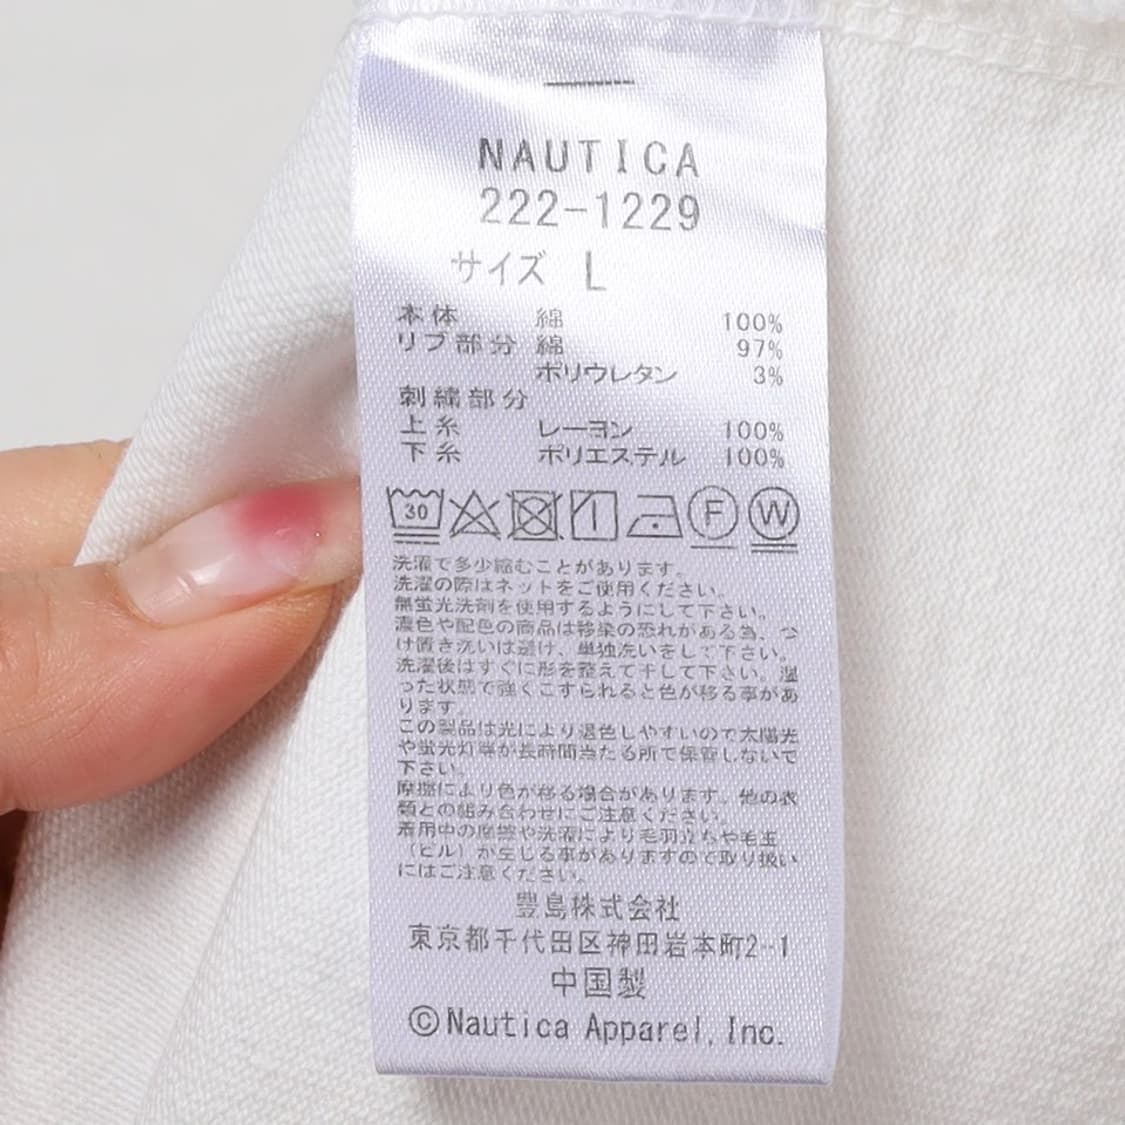 NAUTICA
222-1229
サイズ L
本体 綿 100%
リブ部分 綿 97%
ポリウレタン 3%
刺繍部分
上糸 レーヨン 100%
下糸 ポリエステル 100%
30 F W
洗濯で多少縮むことがあります。
洗濯の際はネットをご使用ください。
無蛍光洗剤を使用するようにして下さい。
濃色や配色の商品は移染の恐れがある為、つ
け置き洗いは避け、単独洗いをして下さい。
洗濯後はすぐに形を整えて干して下さい。湿
った状態で強くこすられると色が移る事があ
ります。
この製品は光により退色しやすいので太陽光
や蛍光灯等が長時間当たる所で保管しないで
下さい。
摩擦により色が移る場合があります。他の衣
類との組み合わせにご注意ください。
着用中の摩擦や洗濯により毛羽立ちや毛玉
（ピル）が生じる事がありますので取り扱い
にはご注意ください。
豊島株式会社
東京都千代田区神田岩本町2-1
中国製
©Nautica Apparel, Inc.